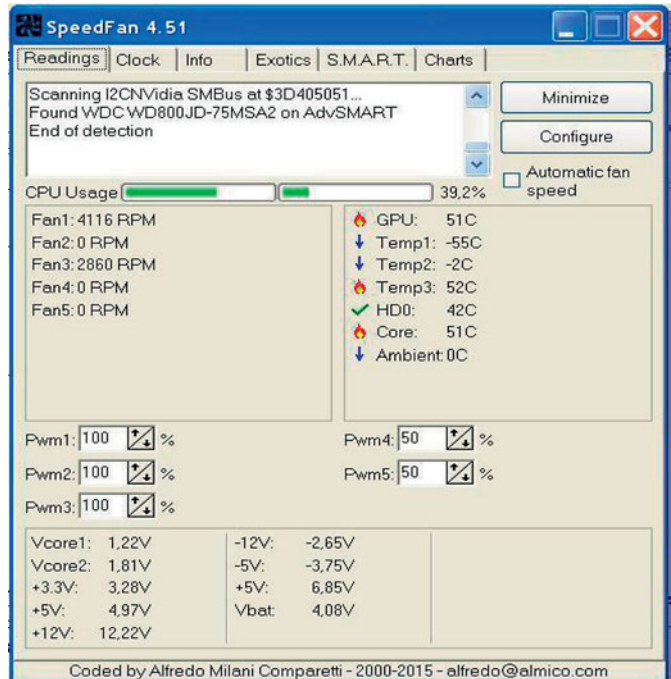 SpeedFan 4.51
Readings Clock Info Exotics S.M.A.R.T. Charts
Scanning I2CNVidia SMBus at $3D405051...
Found WDC WD800JD-75MSA2 on AdvSMART
End of detection
Minimize
Configure
Automatic fan
speed
CPU Usage 39,2%
Fan1: 4116 RPM
Fan2: 0 RPM
Fan3: 2860 RPM
Fan4: 0 RPM
Fan5: 0 RPM
GPU: 51C
Temp1: -55C
Temp2: -2C
Temp3: 52C
HD0: 42C
Core: 51C
Ambient: 0C
Pwm1: 100 %
Pwm2: 100 %
Pwm3: 100 %
Pwm4: 50 %
Pwm5: 50 %
Vcore1: 1,22V
Vcore2: 1,81V
+3.3V: 3,28V
+5V: 4,97V
+12V: 12,22V
-12V: -2,65V
-5V: -3,75V
+5V: 6,85V
Vbat: 4,08V
Coded by Alfredo Milani Comparetti - 2000-2015 - alfredo@almico.com